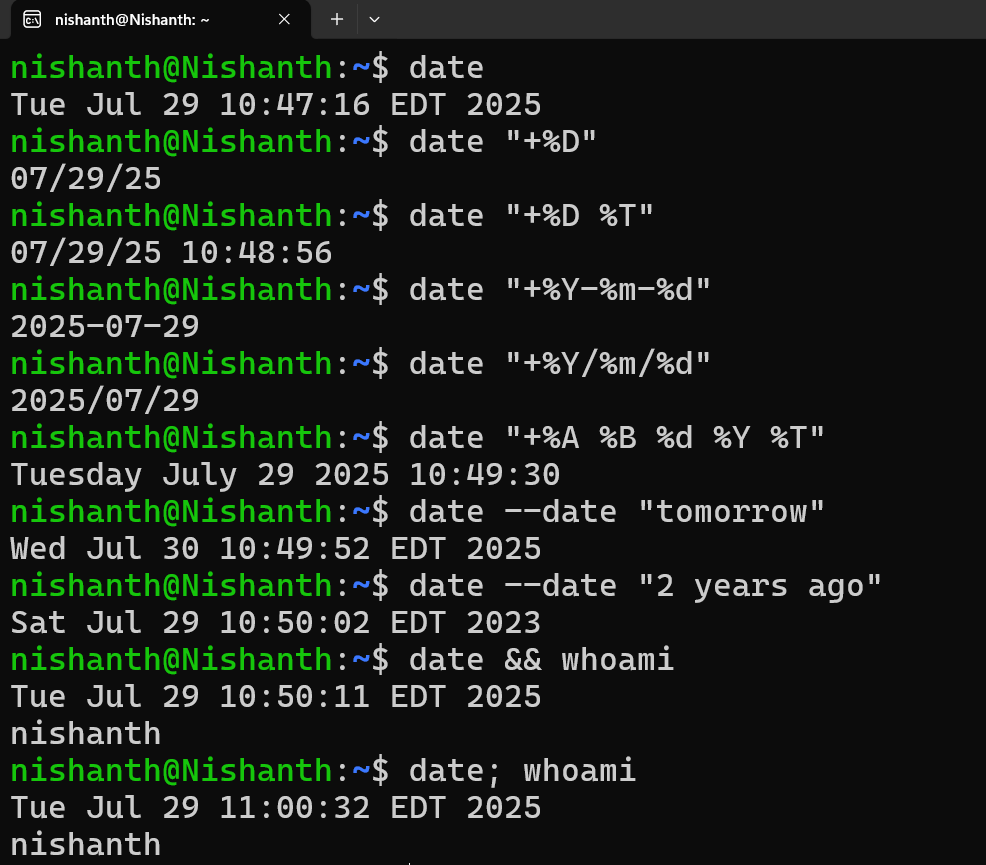 nishanth@Nishanth: ~
nishanth@Nishanth:~$ date
Tue Jul 29 10:47:16 EDT 2025
nishanth@Nishanth:~$ date "+%D"
07/29/25
nishanth@Nishanth:~$ date "+%D %T"
07/29/25 10:48:56
nishanth@Nishanth:~$ date "+%Y-%m-%d"
2025-07-29
nishanth@Nishanth:~$ date "+%Y/%m/%d"
2025/07/29
nishanth@Nishanth:~$ date "+%A %B %d %Y %T"
Tuesday July 29 2025 10:49:30
nishanth@Nishanth:~$ date --date "tomorrow"
Wed Jul 30 10:49:52 EDT 2025
nishanth@Nishanth:~$ date --date "2 years ago"
Sat Jul 29 10:50:02 EDT 2023
nishanth@Nishanth:~$ date && whoami
Tue Jul 29 10:50:11 EDT 2025
nishanth
nishanth@Nishanth:~$ date; whoami
Tue Jul 29 11:00:32 EDT 2025
nishanth